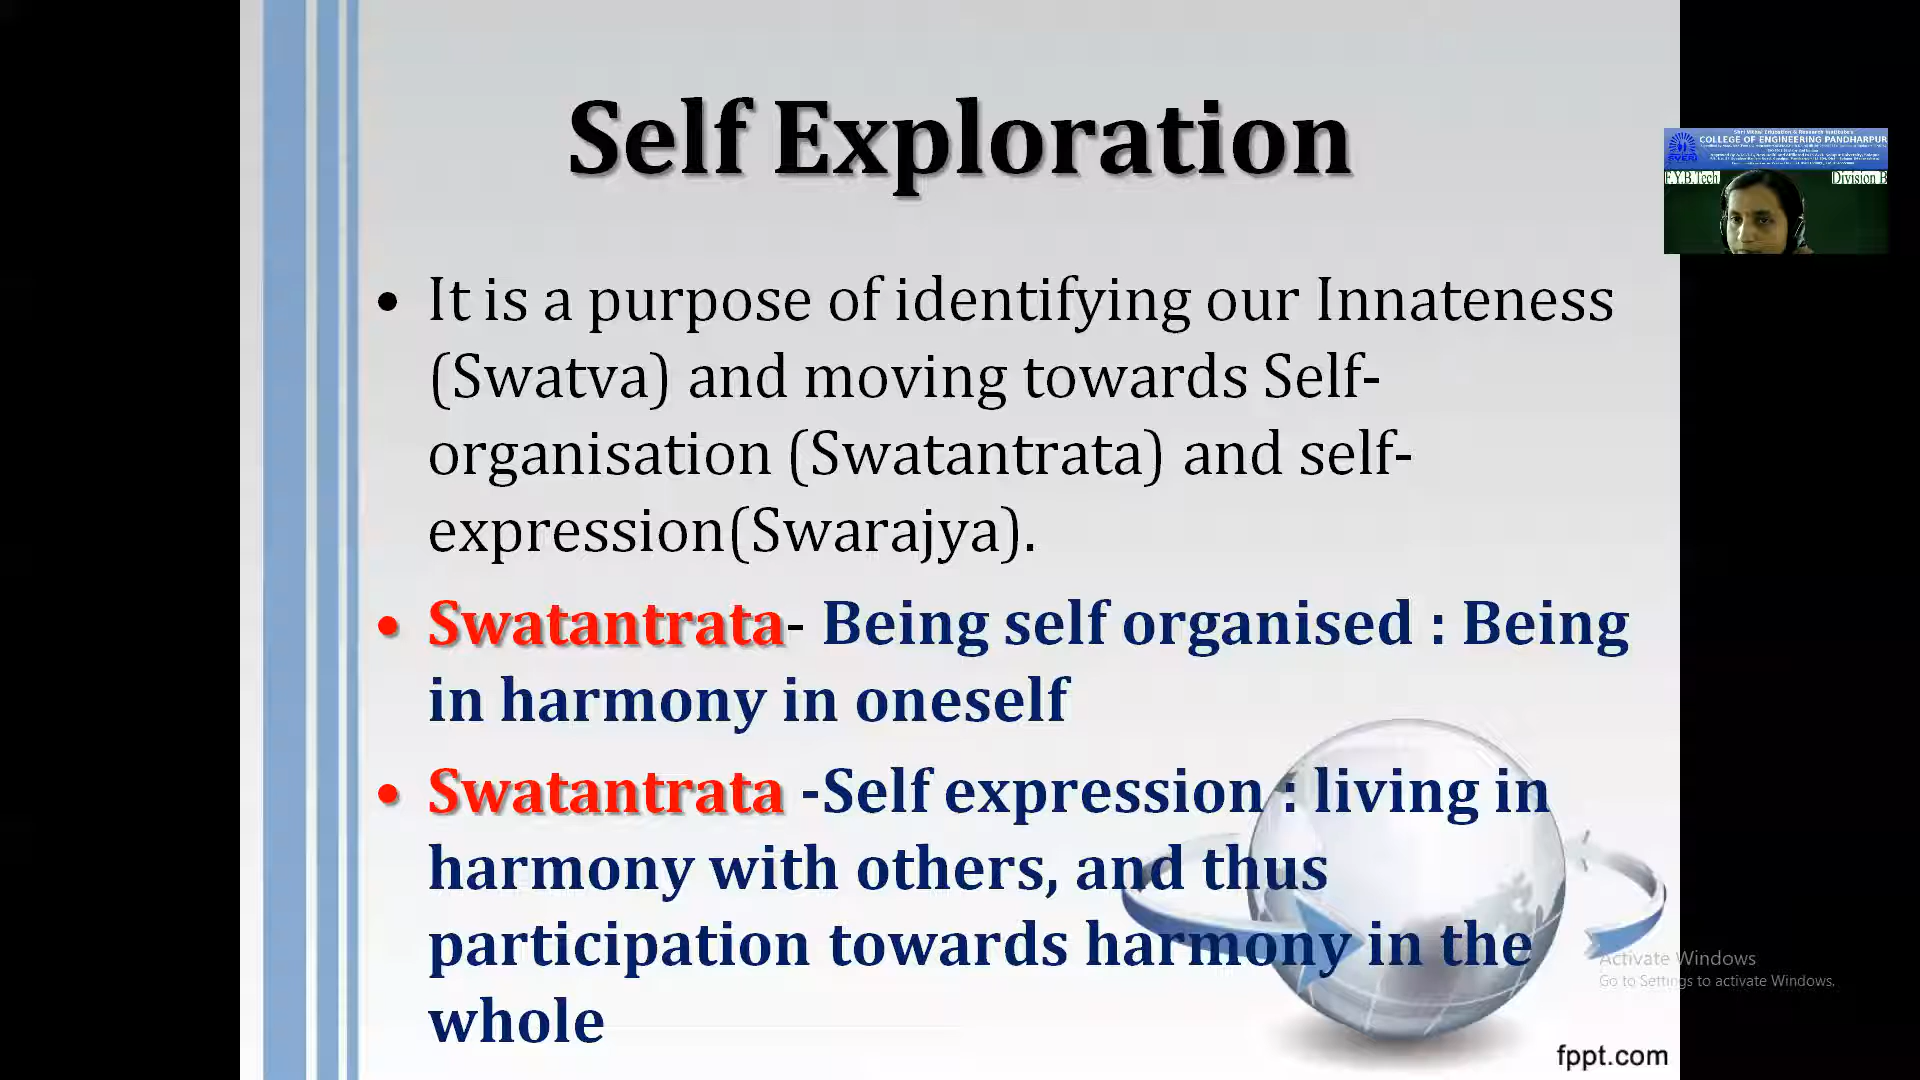 Self Exploration
• It is a purpose of identifying our Innateness
(Swatva) and moving towards Self-
organisation (Swatantrata) and self-
expression(Swarajya).
• Swatantrata- Being self organised : Being
in harmony in oneself
• Swatantrata -Self expression : living in
harmony with others, and thus
participation towards harmony in the
whole
COLLEGE OF ENGINEERING PANDHARPUR
F.Y.B.Tech
Division B
Activate Windows
Go to Settings to activate Windows.
fppt.com